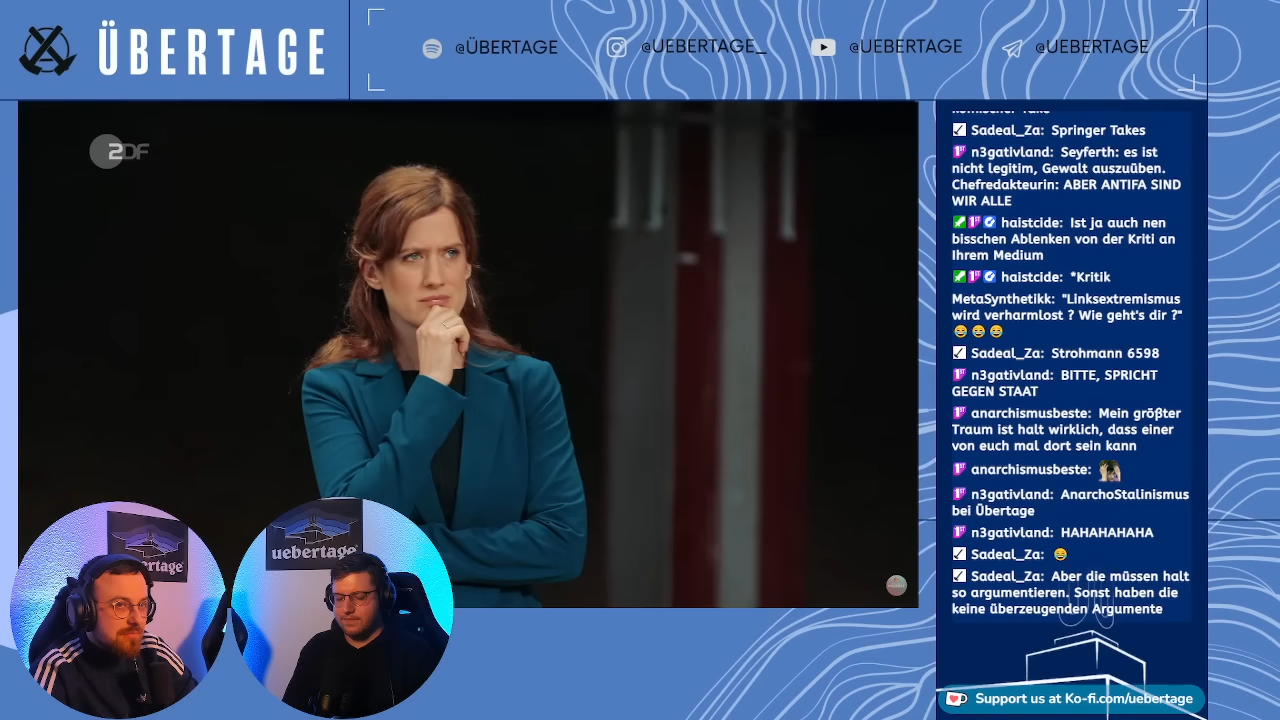 ÜBERTAGE
@ÜBERTAGE
@UEBERTAGE_
@UEBERTAGE
@UEBERTAGE
2DF
Sadeal_Za: Springer Takes
n3gativland: Seyferth: es ist
nicht legitim, Gewalt auszuüben.
Chefredakteurin: ABER ANTIFA SIND
WIR ALLE
haistcide: Ist ja auch nen
bisschen Ablenken von der Kriti an
Ihrem Medium
haistcide: *Kritik
MetaSynthetikk: "Linksextremismus
wird verharmlost ? Wie geht's dir ?"
😂 😂 😂
Sadeal_Za: Strohmann 6598
n3gativland: BITTE, SPRICHT
GEGEN STAAT
anarchismusbeste: Mein größter
Traum ist halt wirklich, dass einer
von euch mal dort sein kann
anarchismusbeste:
n3gativland: AnarchoStalinismus
bei Übertage
n3gativland: HAHAHAHAHA
Sadeal_Za: 😂
Sadeal_Za: Aber die müssen halt
so argumentieren. Sonst haben die
keine überzeugenden Argumente
uebertage
Support us at Ko-fi.com/uebertage